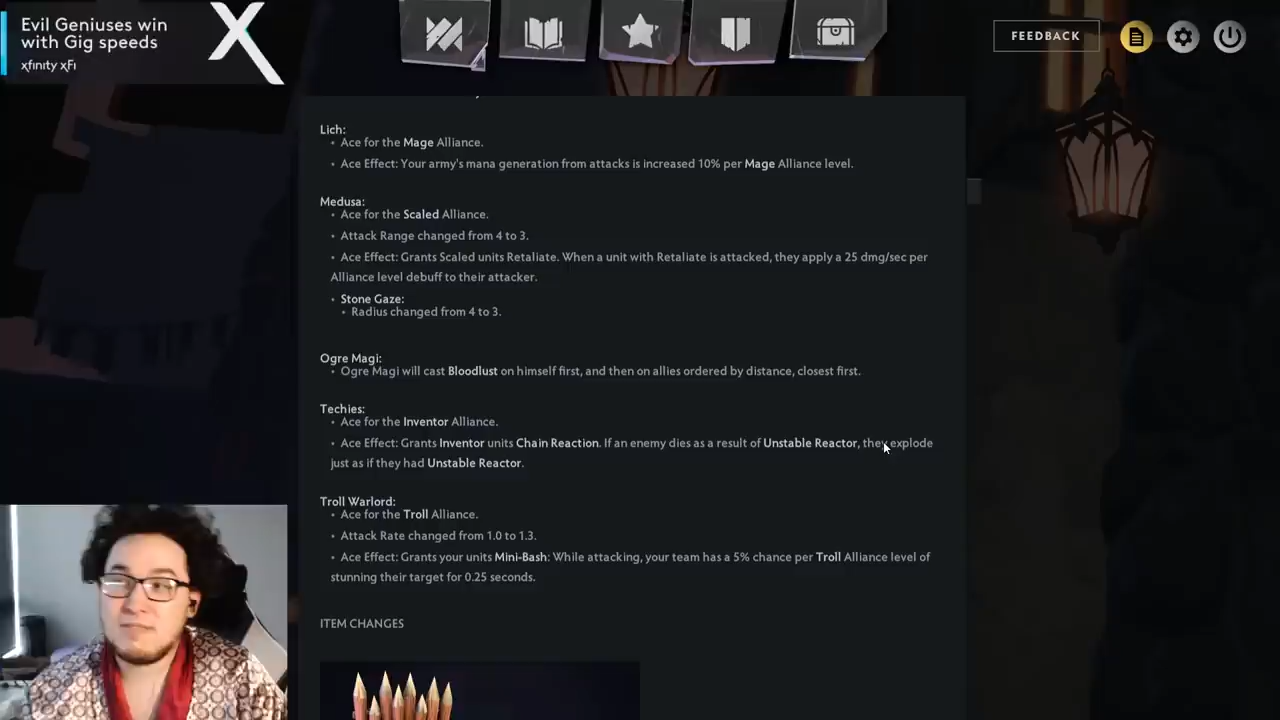 Evil Geniuses win
with Gig speeds
xfinity xFi
X
FEEDBACK
Lich:
• Ace for the Mage Alliance.
• Ace Effect: Your army's mana generation from attacks is increased 10% per Mage Alliance level.
Medusa:
• Ace for the Scaled Alliance.
• Attack Range changed from 4 to 3.
• Ace Effect: Grants Scaled units Retaliate. When a unit with Retaliate is attacked, they apply a 25 dmg/sec per
Alliance level debuff to their attacker.
• Stone Gaze:
• Radius changed from 4 to 3.
Ogre Magi:
• Ogre Magi will cast Bloodlust on himself first, and then on allies ordered by distance, closest first.
Techies:
• Ace for the Inventor Alliance.
• Ace Effect: Grants Inventor units Chain Reaction. If an enemy dies as a result of Unstable Reactor, they explode
just as if they had Unstable Reactor.
Troll Warlord:
• Ace for the Troll Alliance.
• Attack Rate changed from 1.0 to 1.3.
• Ace Effect: Grants your units Mini-Bash: While attacking, your team has a 5% chance per Troll Alliance level of
stunning their target for 0.25 seconds.
ITEM CHANGES